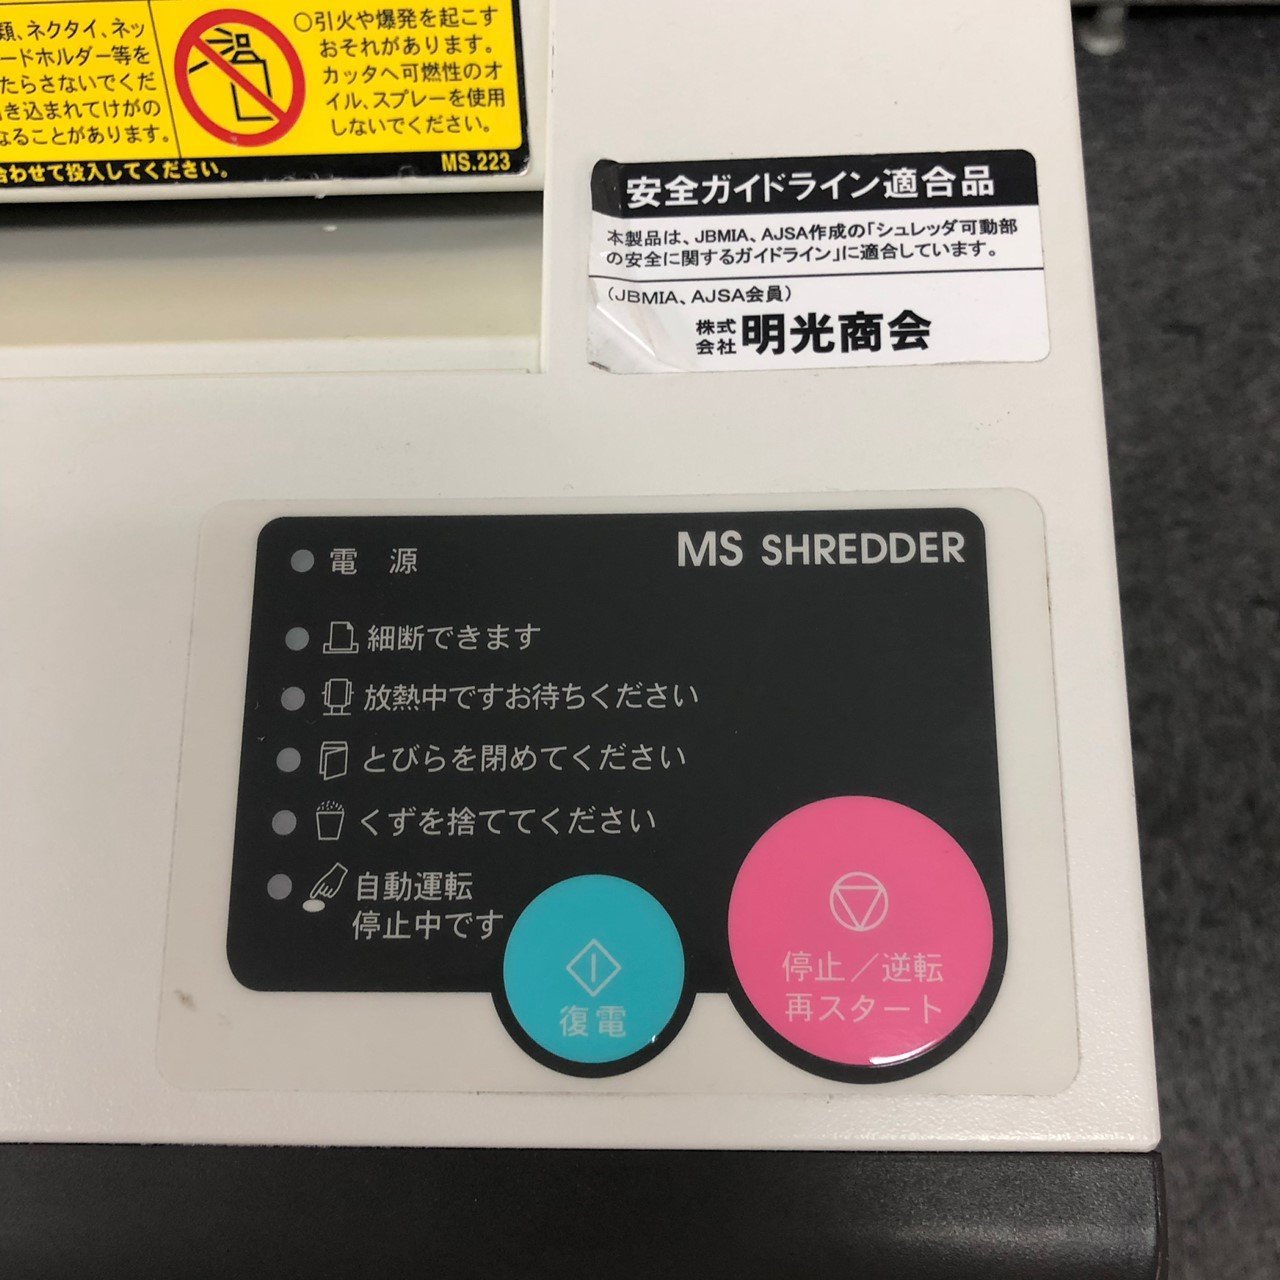 類、ネクタイ、ネッ
ードホルダー等を
たらさないでくだ
き込まれてけがの
なることがあります。
○引火や爆発を起こす
おそれがあります。
カッタへ可燃性のオ
イル、スプレーを使用
しないでください。
合わせて投入してください。
MS.223
安全ガイドライン適合品
本製品は、JBMIA、AJSA作成の「シュレッダ可動部
の安全に関するガイドライン」に適合しています。
(JBMIA、AJSA会員)
株式会社 明光商会
MS SHREDDER
電 源
細断できます
放熱中ですお待ちください
とびらを閉めてください
くずを捨ててください
自動運転
停止中です
復電
停止／逆転
再スタート